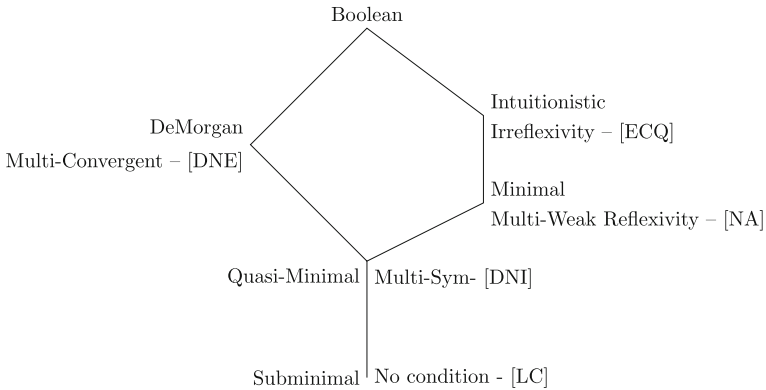 Boolean
Intuitionistic
Irreflexivity – [ECQ]
DeMorgan
Multi-Convergent – [DNE]
Minimal
Multi-Weak Reflexivity – [NA]
Quasi-Minimal
Multi-Sym- [DNI]
Subminimal
No condition - [LC]